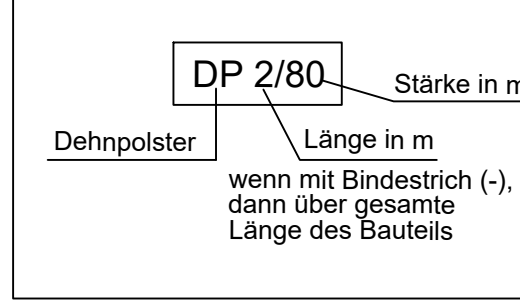 DP 2/80
Stärke in m
Dehnpolster
Länge in m
wenn mit Bindestrich (-),
dann über gesamte
Länge des Bauteils